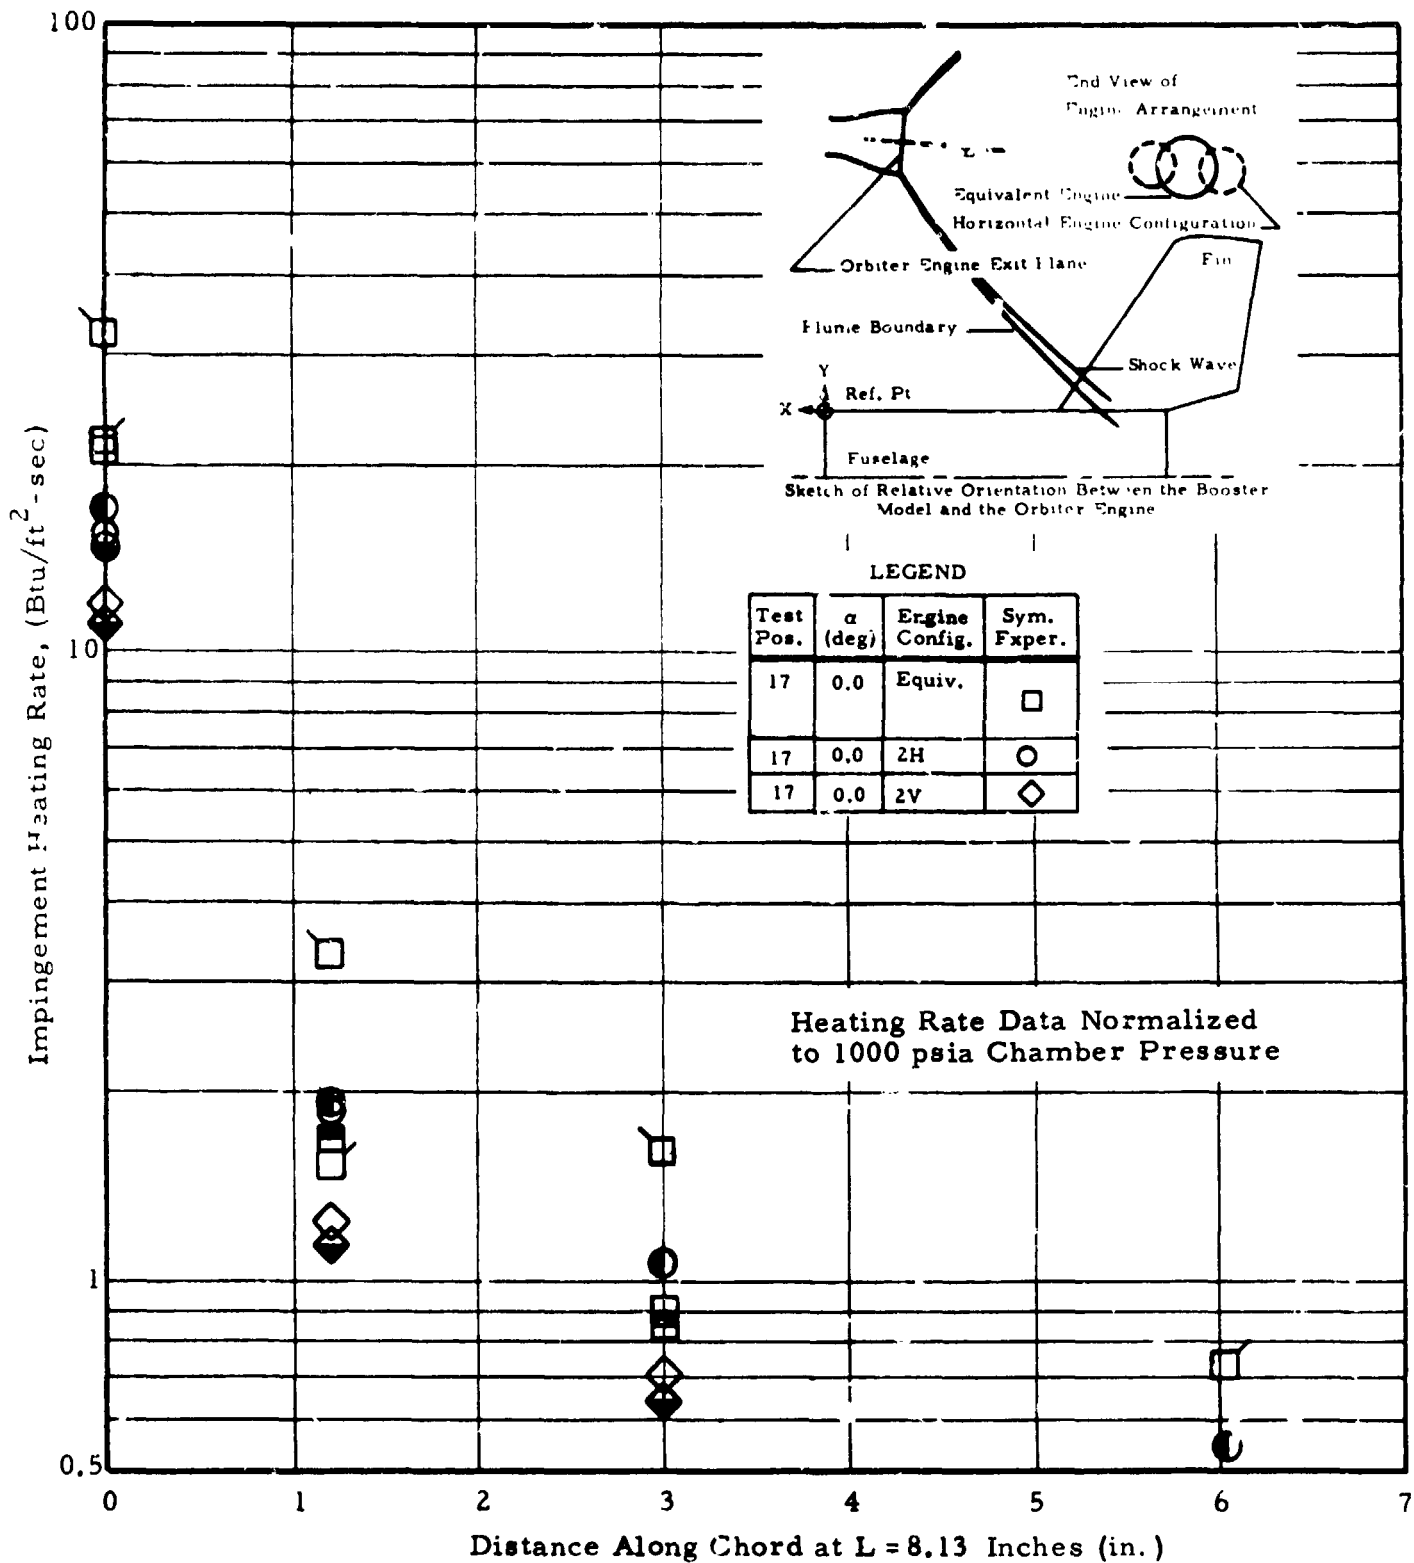 100
10
1
0.5
0 1 2 3 4 5 6 7
Impingement Heating Rate, (Btu/ft²-sec)
Distance Along Chord at L = 8.13 Inches (in.)
End View of
Engine Arrangement
Equivalent Engine
Horizontal Engine Configuration
Orbiter Engine Exit Plane
Fin
Plume Boundary
Shock Wave
Y
X
Ref. Pt
Fuselage
Sketch of Relative Orientation Between the Booster
Model and the Orbiter Engine
LEGEND
Test Pos. α (deg) Engine Config. Sym. Exper.
17 0.0 Equiv.
17 0.0 2H
17 0.0 2V
Heating Rate Data Normalized
to 1000 psia Chamber Pressure